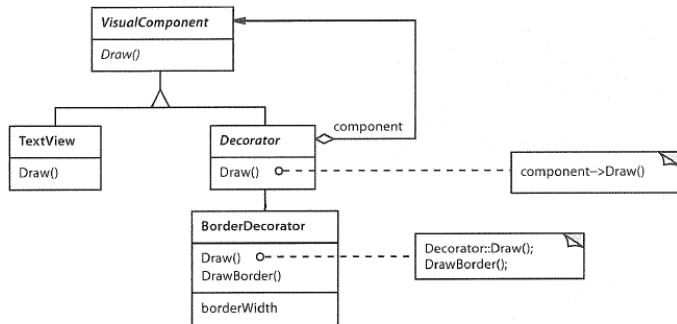 VisualComponent
Draw()
TextView
Draw()
Decorator
Draw()
component
component->Draw()
BorderDecorator
Draw()
DrawBorder()
borderWidth
Decorator::Draw();
DrawBorder();